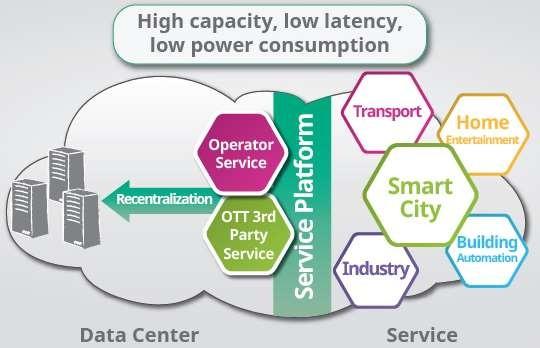 High capacity, low latency,
low power consumption
Transport
Home
Entertainment
Operator
Service
Service Platform
Smart
City
Recentralization
OTT 3rd
Party
Service
Building
Automation
Industry
Data Center
Service